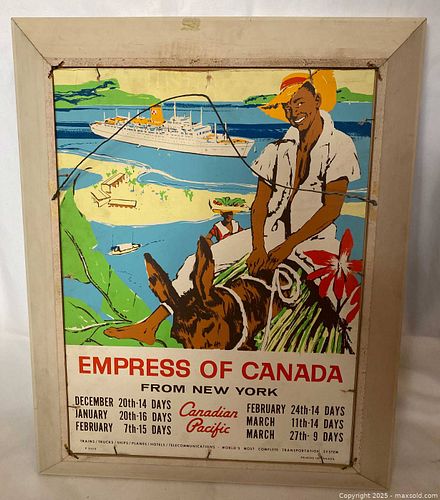 EMPRESS OF CANADA
FROM NEW YORK
DECEMBER 20th-14 DAYS
JANUARY 20th-16 DAYS
FEBRUARY 7th-15 DAYS
Canadian
Pacific
FEBRUARY 24th-14 DAYS
MARCH 11th-14 DAYS
MARCH 27th- 9 DAYS
TRAINS / TRUCKS / SHIPS / PLANES / HOTELS / TELECOMMUNICATIONS - WORLD'S MOST COMPLETE TRANSPORTATION SYSTEM
Copyright 2025 - maxsold.com